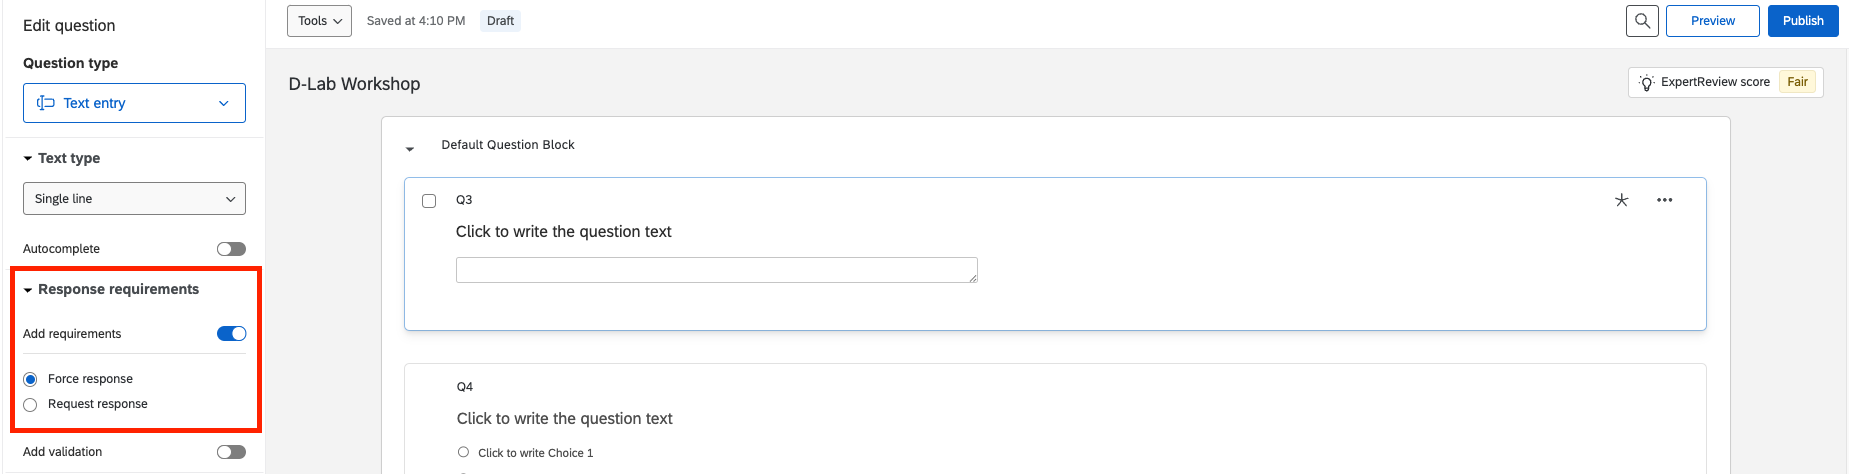 Edit question
Question type
Text entry
Text type
Single line
Autocomplete
Response requirements
Add requirements
Force response
Request response
Add validation
Tools
Saved at 4:10 PM
Draft
Preview
Publish
D-Lab Workshop
ExpertReview score
Fair
Default Question Block
Q3
Click to write the question text
Q4
Click to write the question text
Click to write Choice 1